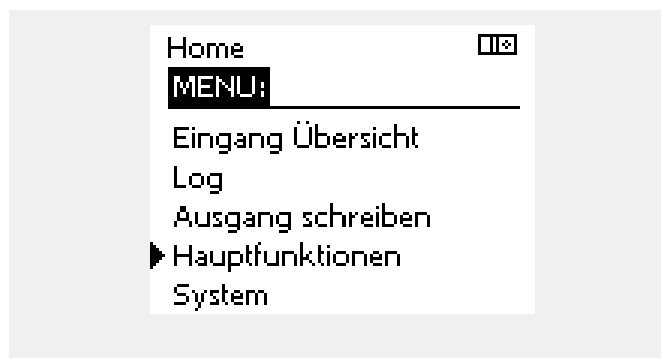 Home
MENU:
Eingang Übersicht
Log
Ausgang schreiben
Hauptfunktionen
System